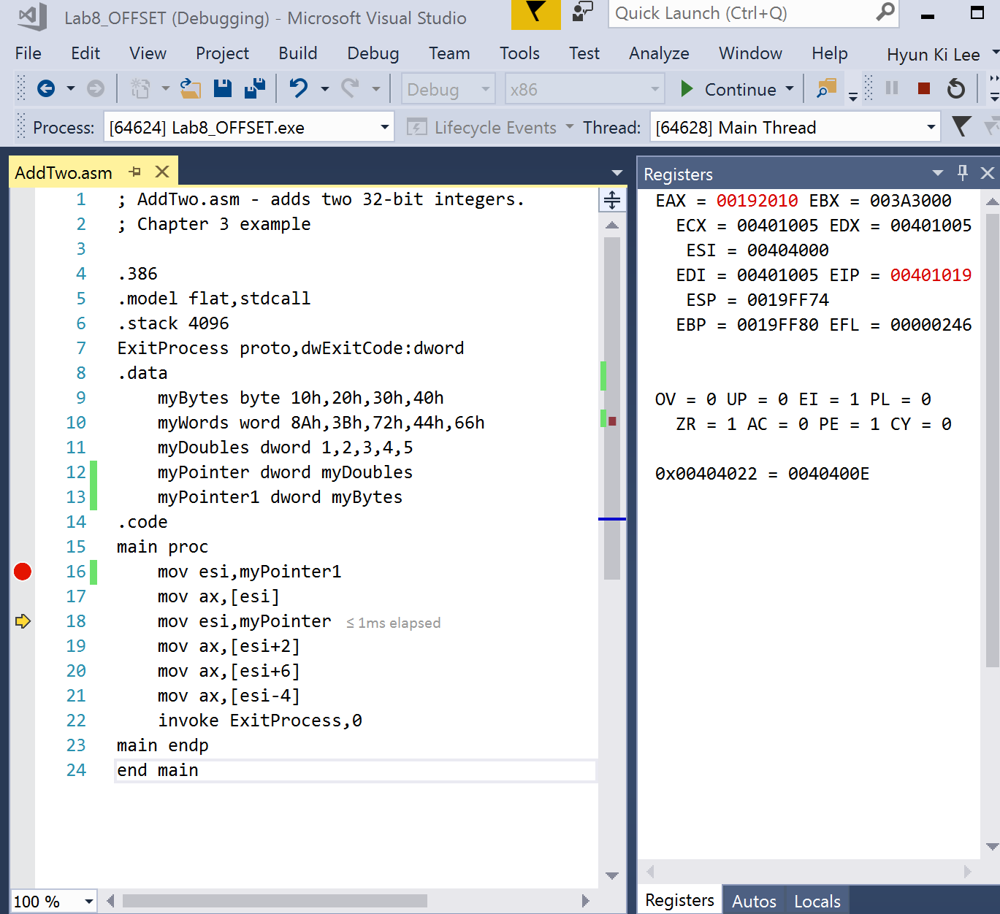 Lab8_OFFSET (Debugging) - Microsoft Visual Studio
Quick Launch (Ctrl+Q)
File Edit View Project Build Debug Team Tools Test Analyze Window Help Hyun Ki Lee
Debug x86 Continue
Process: [64624] Lab8_OFFSET.exe Lifecycle Events Thread: [64628] Main Thread
AddTwo.asm
1 ; AddTwo.asm - adds two 32-bit integers.
2 ; Chapter 3 example
3
4 .386
5 .model flat,stdcall
6 .stack 4096
7 ExitProcess proto,dwExitCode:dword
8 .data
9 myBytes byte 10h,20h,30h,40h
10 myWords word 8Ah,3Bh,72h,44h,66h
11 myDoubles dword 1,2,3,4,5
12 myPointer dword myDoubles
13 myPointer1 dword myBytes
14 .code
15 main proc
16 mov esi,myPointer1
17 mov ax,[esi]
18 mov esi,myPointer ≤ 1ms elapsed
19 mov ax,[esi+2]
20 mov ax,[esi+6]
21 mov ax,[esi-4]
22 invoke ExitProcess,0
23 main endp
24 end main
100 %
Registers
EAX = 00192010 EBX = 003A3000
ECX = 00401005 EDX = 00401005
ESI = 00404000
EDI = 00401005 EIP = 00401019
ESP = 0019FF74
EBP = 0019FF80 EFL = 00000246
OV = 0 UP = 0 EI = 1 PL = 0
ZR = 1 AC = 0 PE = 1 CY = 0
0x00404022 = 0040400E
Registers Autos Locals